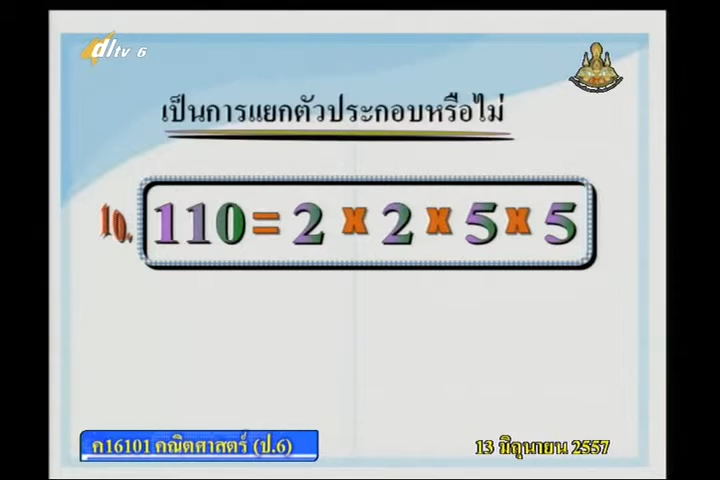 dltv 6
เป็นการแยกตัวประกอบหรือไม่
10. 110 = 2 x 2 x 5 x 5
ค16101 คณิตศาสตร์ (ป.6)
13 มิถุนายน 2557